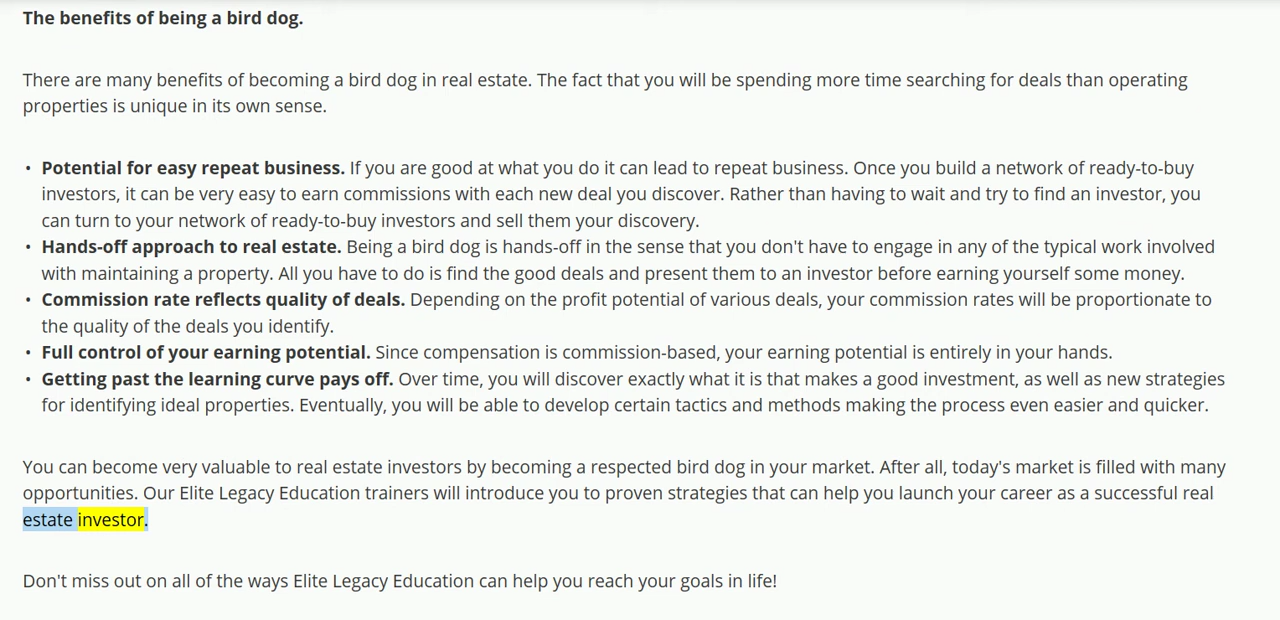 The benefits of being a bird dog.
There are many benefits of becoming a bird dog in real estate. The fact that you will be spending more time searching for deals than operating
properties is unique in its own sense.
• Potential for easy repeat business. If you are good at what you do it can lead to repeat business. Once you build a network of ready-to-buy
investors, it can be very easy to earn commissions with each new deal you discover. Rather than having to wait and try to find an investor, you
can turn to your network of ready-to-buy investors and sell them your discovery.
• Hands-off approach to real estate. Being a bird dog is hands-off in the sense that you don't have to engage in any of the typical work involved
with maintaining a property. All you have to do is find the good deals and present them to an investor before earning yourself some money.
• Commission rate reflects quality of deals. Depending on the profit potential of various deals, your commission rates will be proportionate to
the quality of the deals you identify.
• Full control of your earning potential. Since compensation is commission-based, your earning potential is entirely in your hands.
• Getting past the learning curve pays off. Over time, you will discover exactly what it is that makes a good investment, as well as new strategies
for identifying ideal properties. Eventually, you will be able to develop certain tactics and methods making the process even easier and quicker.
You can become very valuable to real estate investors by becoming a respected bird dog in your market. After all, today's market is filled with many
opportunities. Our Elite Legacy Education trainers will introduce you to proven strategies that can help you launch your career as a successful real
estate investor.
Don't miss out on all of the ways Elite Legacy Education can help you reach your goals in life!